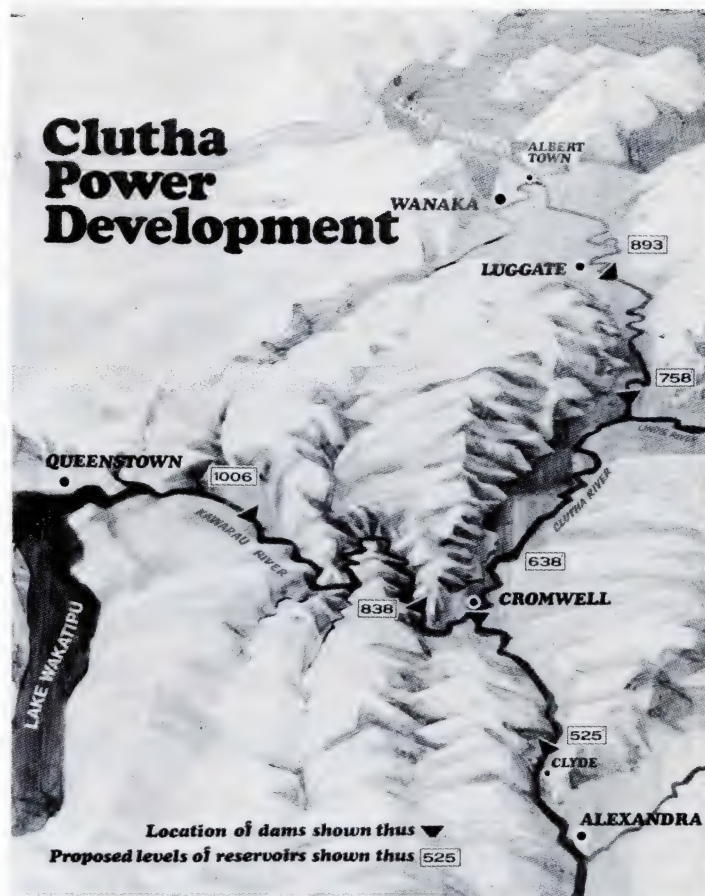 Clutha
Power
Development
ALBERT
TOWN
WANAKA
893
LUGGATE
758
LINDIS RIVER
QUEENSTOWN
1006
CLUTHA RIVER
KAWARAU RIVER
638
838
CROMWELL
LAKE WAKATIPU
525
CLYDE
ALEXANDRA
Location of dams shown thus
Proposed levels of reservoirs shown thus 525